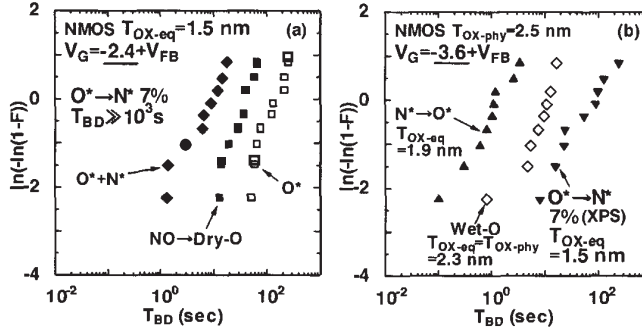 NMOS T_OX-eq=1.5 nm (a)
V_G=-2.4+V_FB
O*→N* 7%
T_BD≫10^3s
O*+N*
O*
NO→Dry-O
ln(-ln(1-F))
2
0
-2
-4
10^-2 10^0 10^2
T_BD (sec)
NMOS T_OX-phy=2.5 nm (b)
V_G=-3.6+V_FB
N*→O*
T_OX-eq
=1.9 nm
Wet-O
T_OX-eq=T_OX-phy
=2.3 nm
O*→N*
7%(XPS)
T_OX-eq
=1.5 nm
ln(-ln(1-F))
2
0
-2
-4
10^-2 10^0 10^2
T_BD (sec)